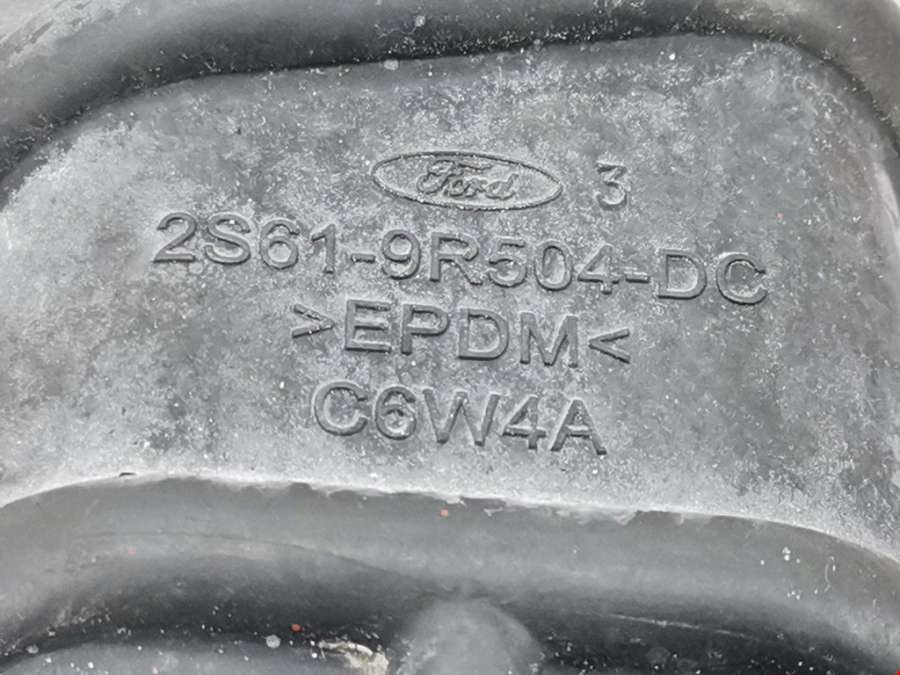 Ford 3
2S61-9R504-DC
>EPDM<
C6W4A